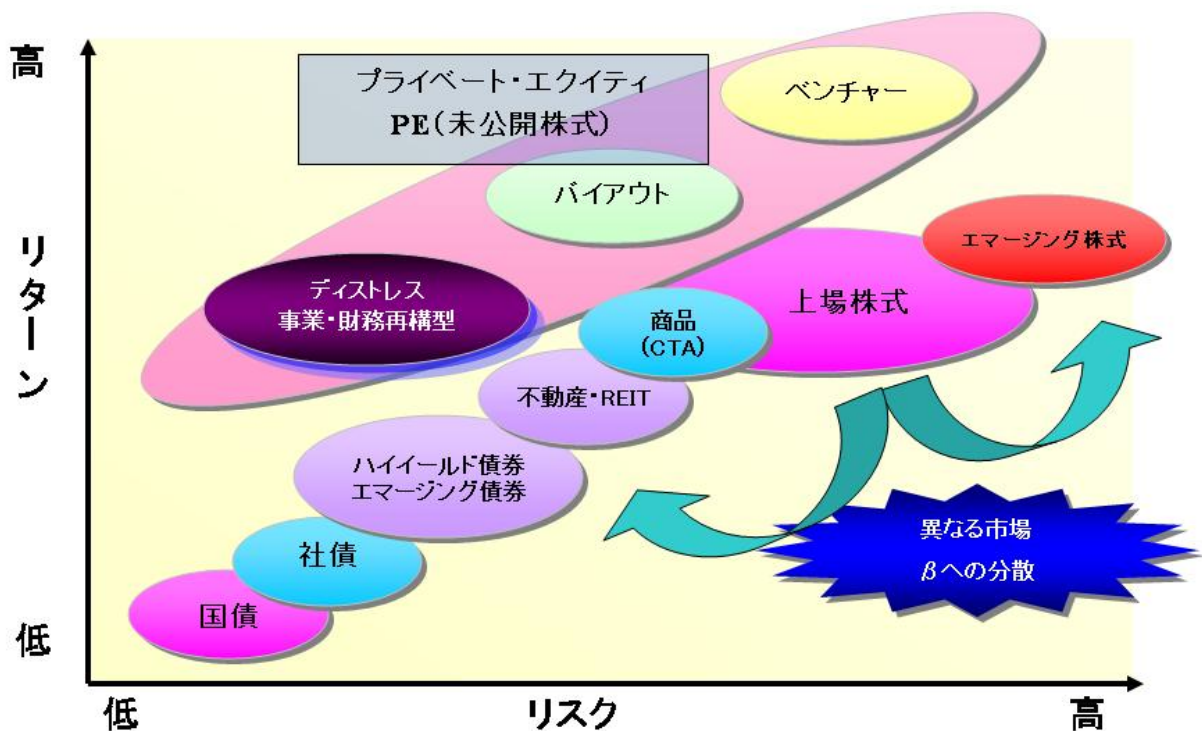 高
プライベート・エクイティ
PE(未公開株式)
ベンチャー
バイアウト
エマージング株式
リターン
ディストレス
事業・財務再構型
商品
(CTA)
上場株式
不動産・REIT
ハイイールド債券
エマージング債券
異なる市場
βへの分散
社債
国債
低
低
リスク
高